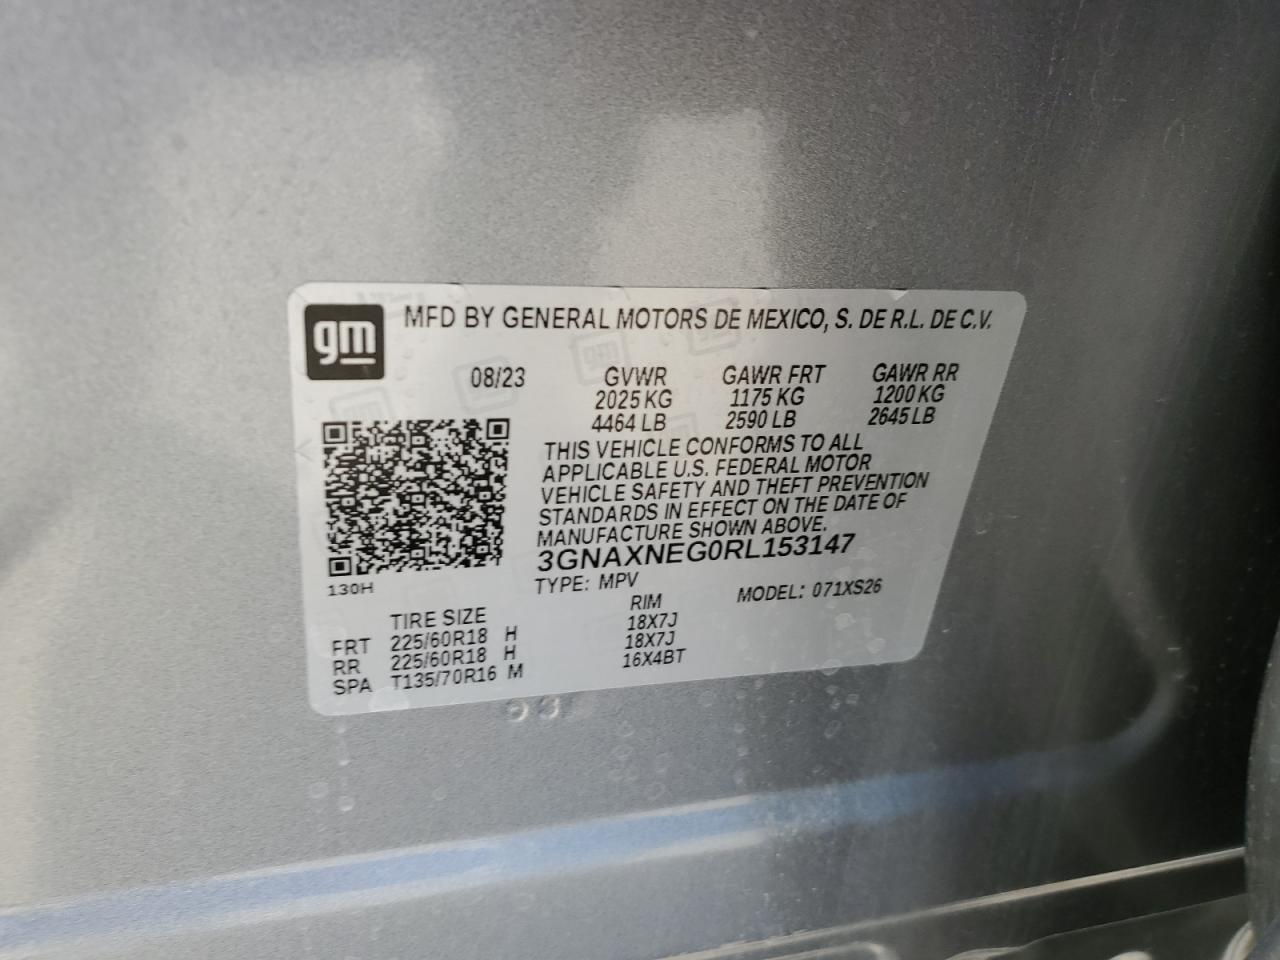 gm
MFD BY GENERAL MOTORS DE MEXICO, S. DE R.L. DE C.V.
08/23 GVWR GAWR FRT GAWR RR
2025 KG 1175 KG 1200 KG
4464 LB 2590 LB 2645 LB
THIS VEHICLE CONFORMS TO ALL
APPLICABLE U.S. FEDERAL MOTOR
VEHICLE SAFETY AND THEFT PREVENTION
STANDARDS IN EFFECT ON THE DATE OF
MANUFACTURE SHOWN ABOVE.
3GNAXNEG0RL153147
TYPE: MPV MODEL: 071XS26
130H
TIRE SIZE RIM
FRT 225/60R18 H 18X7J
RR 225/60R18 H 18X7J
SPA T135/70R16 M 16X4BT